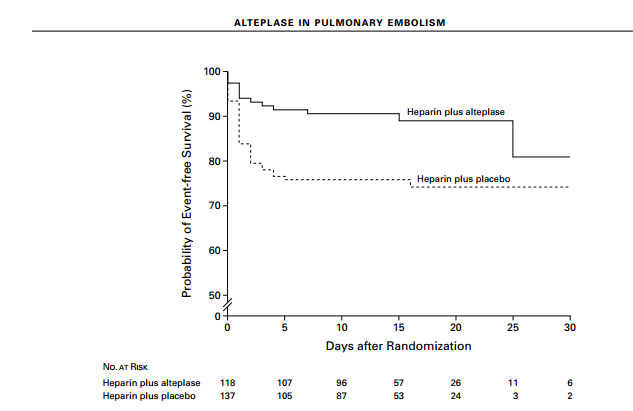 ALTEPLASE IN PULMONARY EMBOLISM
Probability of Event-free Survival (%)
100
90
80
70
60
50
0
Heparin plus alteplase
Heparin plus placebo
0 5 10 15 20 25 30
Days after Randomization
NO. AT RISK
Heparin plus alteplase 118 107 96 57 26 11 6
Heparin plus placebo 137 105 87 53 24 3 2